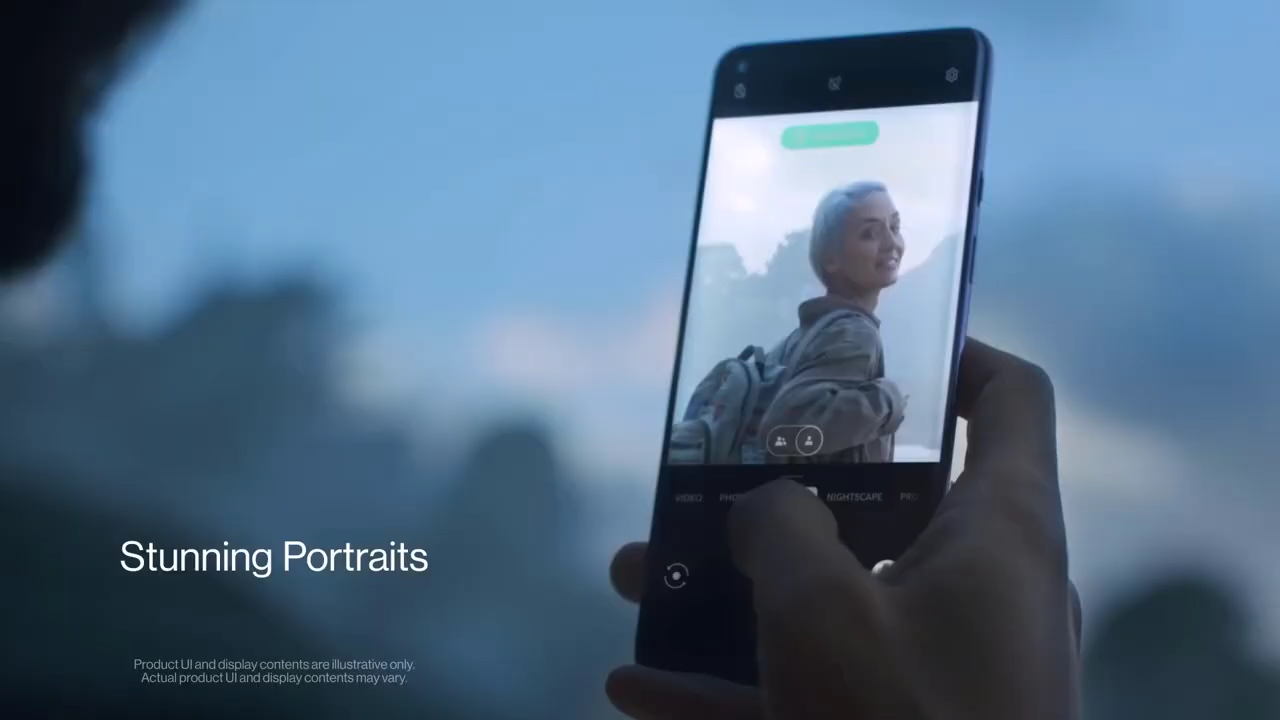 VIDEO NIGHTSCAPE PRO
Stunning Portraits
Product UI and display contents are illustrative only.
Actual product UI and display contents may vary.